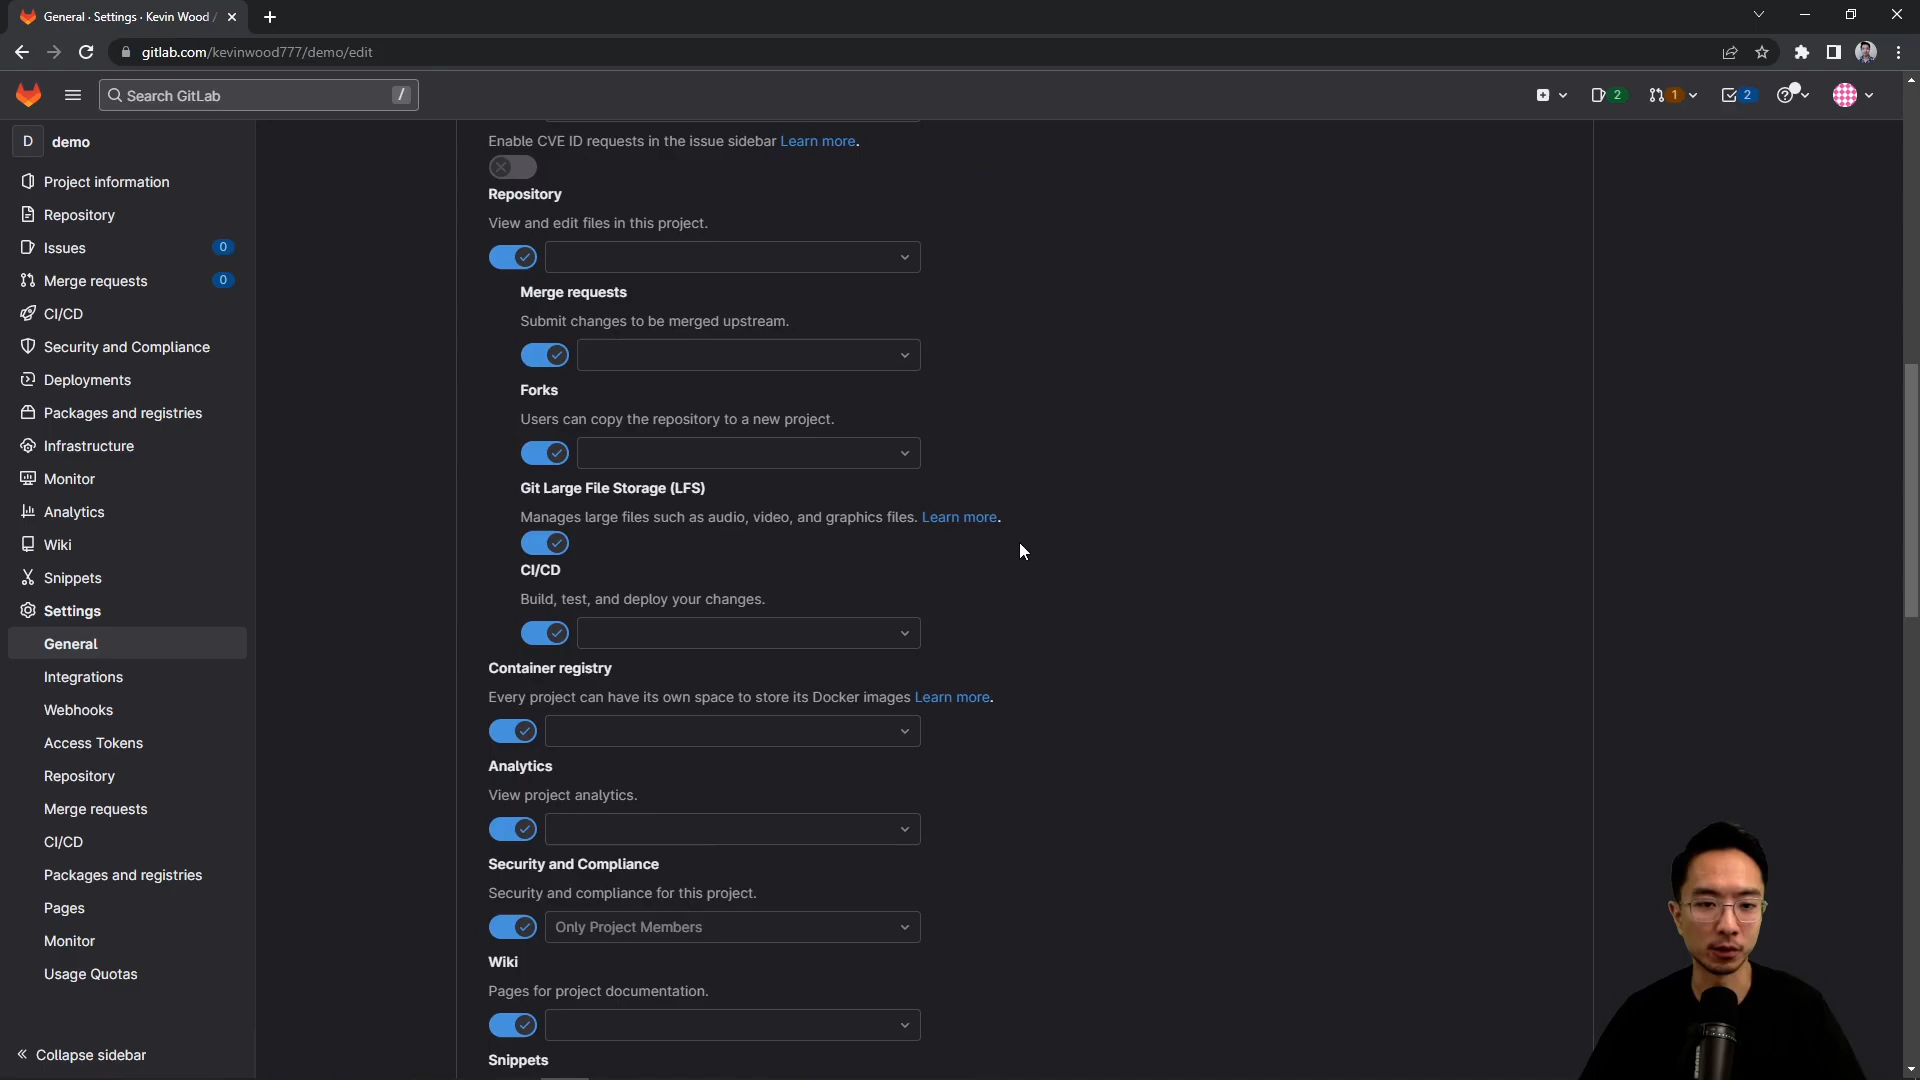 General · Settings · Kevin Wood /
gitlab.com/kevinwood777/demo/edit
Search GitLab /
2 1 2
D demo
Project information
Repository
Issues 0
Merge requests 0
CI/CD
Security and Compliance
Deployments
Packages and registries
Infrastructure
Monitor
Analytics
Wiki
Snippets
Settings
General
Integrations
Webhooks
Access Tokens
Repository
Merge requests
CI/CD
Packages and registries
Pages
Monitor
Usage Quotas
Collapse sidebar
Enable CVE ID requests in the issue sidebar Learn more.
Repository
View and edit files in this project.
Merge requests
Submit changes to be merged upstream.
Forks
Users can copy the repository to a new project.
Git Large File Storage (LFS)
Manages large files such as audio, video, and graphics files. Learn more.
CI/CD
Build, test, and deploy your changes.
Container registry
Every project can have its own space to store its Docker images Learn more.
Analytics
View project analytics.
Security and Compliance
Security and compliance for this project.
Only Project Members
Wiki
Pages for project documentation.
Snippets